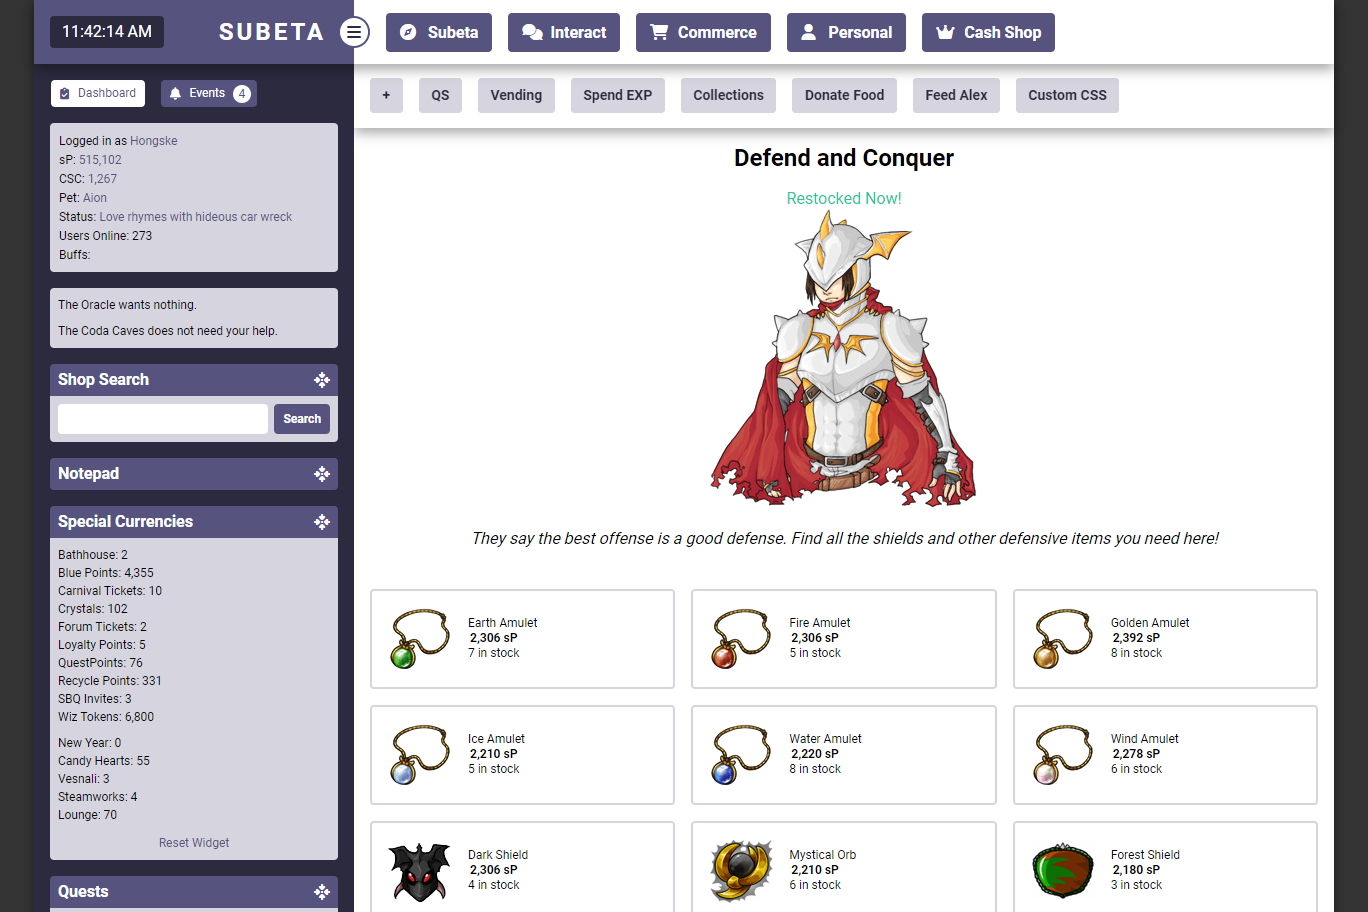 11:42:14 AM
SUBETA
Subeta
Interact
Commerce
Personal
Cash Shop
Dashboard
Events 4
+
QS
Vending
Spend EXP
Collections
Donate Food
Feed Alex
Custom CSS
Logged in as Hongske
sP: 515,102
CSC: 1,267
Pet: Aion
Status: Love rhymes with hideous car wreck
Users Online: 273
Buffs:
The Oracle wants nothing.
The Coda Caves does not need your help.
Shop Search
Search
Notepad
Special Currencies
Bathhouse: 2
Blue Points: 4,355
Carnival Tickets: 10
Crystals: 102
Forum Tickets: 2
Loyalty Points: 5
QuestPoints: 76
Recycle Points: 331
SBQ Invites: 3
Wiz Tokens: 6,800
New Year: 0
Candy Hearts: 55
Vesnali: 3
Steamworks: 4
Lounge: 70
Reset Widget
Quests
Defend and Conquer
Restocked Now!
They say the best offense is a good defense. Find all the shields and other defensive items you need here!
Earth Amulet
2,306 sP
7 in stock
Fire Amulet
2,306 sP
5 in stock
Golden Amulet
2,392 sP
8 in stock
Ice Amulet
2,210 sP
5 in stock
Water Amulet
2,220 sP
8 in stock
Wind Amulet
2,278 sP
6 in stock
Dark Shield
2,306 sP
4 in stock
Mystical Orb
2,210 sP
6 in stock
Forest Shield
2,180 sP
3 in stock